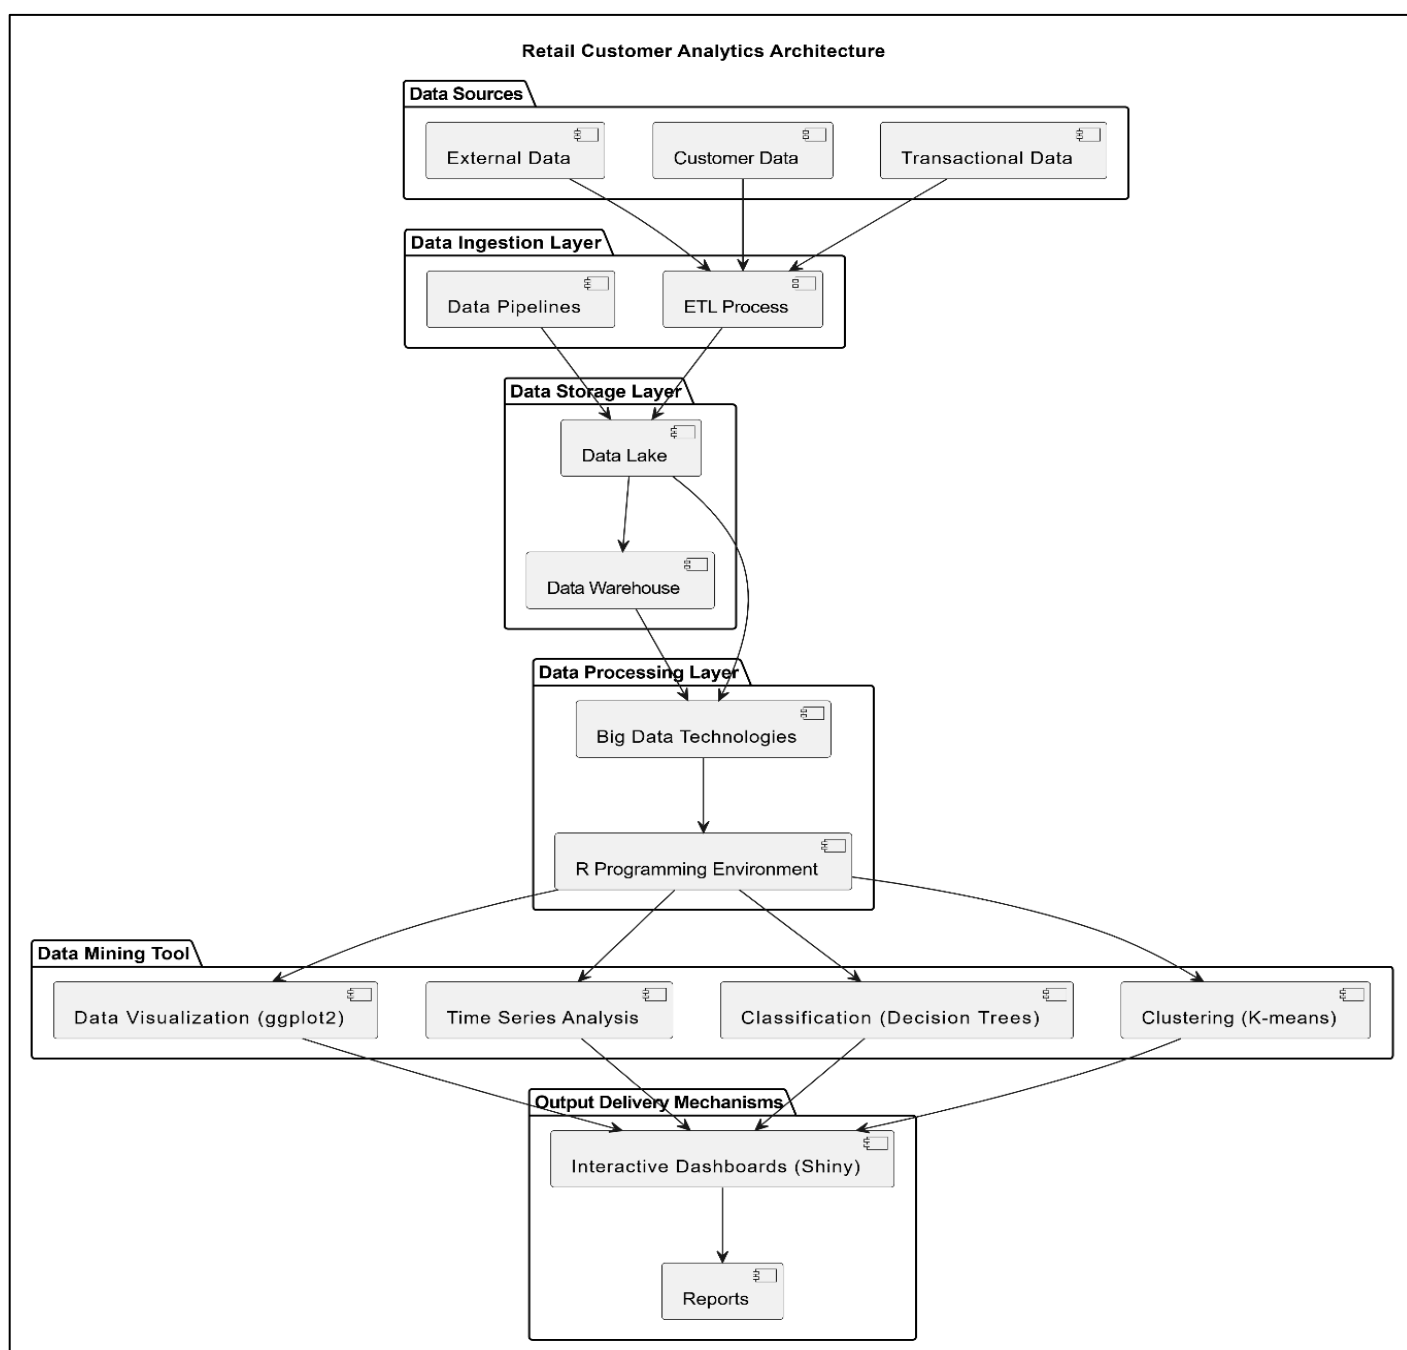 Retail Customer Analytics Architecture
Data Sources
External Data
Customer Data
Transactional Data
Data Ingestion Layer
Data Pipelines
ETL Process
Data Storage Layer
Data Lake
Data Warehouse
Data Processing Layer
Big Data Technologies
R Programming Environment
Data Mining Tool
Data Visualization (ggplot2)
Time Series Analysis
Classification (Decision Trees)
Clustering (K-means)
Output Delivery Mechanisms
Interactive Dashboards (Shiny)
Reports